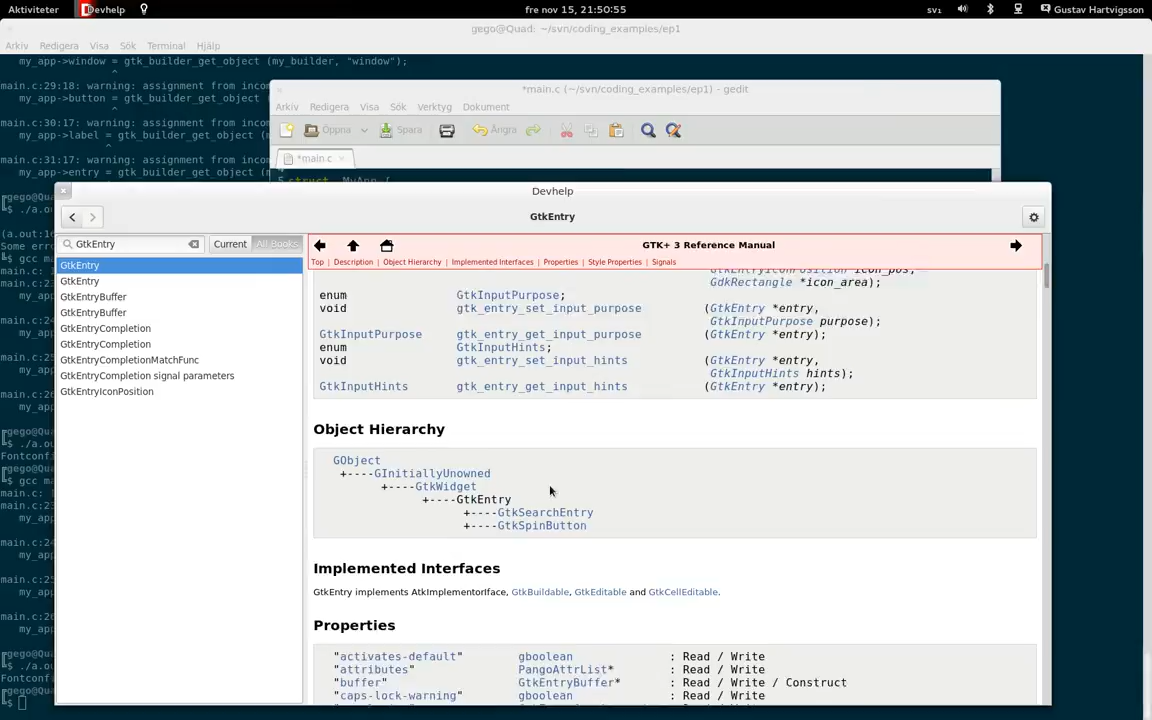 Aktiviteter Devhelp fre nov 15, 21:50:55 sv₁ Gustav Hartvigsson
gego@Quad: ~/svn/coding_examples/ep1
Arkiv Redigera Visa Sök Terminal Hjälp
my_app->window = gtk_builder_get_object (my_builder, "window");
^
main.c:29:18: warning: assignment from incom
my_app->button = gtk_builder_get_object (
^
main.c:30:17: warning: assignment from incom
my_app->label = gtk_builder_get_object (m
^
main.c:31:17: warning: assignment from incom
my_app->entry = gtk_builder_get_object (m
*main.c (~/svn/coding_examples/ep1) - gedit
Arkiv Redigera Visa Sök Verktyg Dokument
Öppna Spara Ångra
*main.c
struct _MyApp {
Devhelp
GtkEntry
GtkEntry Current All Books
GtkEntry
GtkEntry
GtkEntryBuffer
GtkEntryBuffer
GtkEntryCompletion
GtkEntryCompletion
GtkEntryCompletionMatchFunc
GtkEntryCompletion signal parameters
GtkEntryIconPosition
GTK+ 3 Reference Manual
Top | Description | Object Hierarchy | Implemented Interfaces | Properties | Style Properties | Signals
GtkEntryIconPosition icon_pos,
GdkRectangle *icon_area);
enum GtkInputPurpose;
void gtk_entry_set_input_purpose (GtkEntry *entry,
GtkInputPurpose purpose);
GtkInputPurpose gtk_entry_get_input_purpose (GtkEntry *entry);
enum GtkInputHints;
void gtk_entry_set_input_hints (GtkEntry *entry,
GtkInputHints hints);
GtkInputHints gtk_entry_get_input_hints (GtkEntry *entry);
Object Hierarchy
GObject
+----GInitiallyUnowned
+----GtkWidget
+----GtkEntry
+----GtkSearchEntry
+----GtkSpinButton
Implemented Interfaces
GtkEntry implements AtkImplementorIface, GtkBuildable, GtkEditable and GtkCellEditable.
Properties
"activates-default" gboolean : Read / Write
"attributes" PangoAttrList* : Read / Write
"buffer" GtkEntryBuffer* : Read / Write / Construct
"caps-lock-warning" gboolean : Read / Write